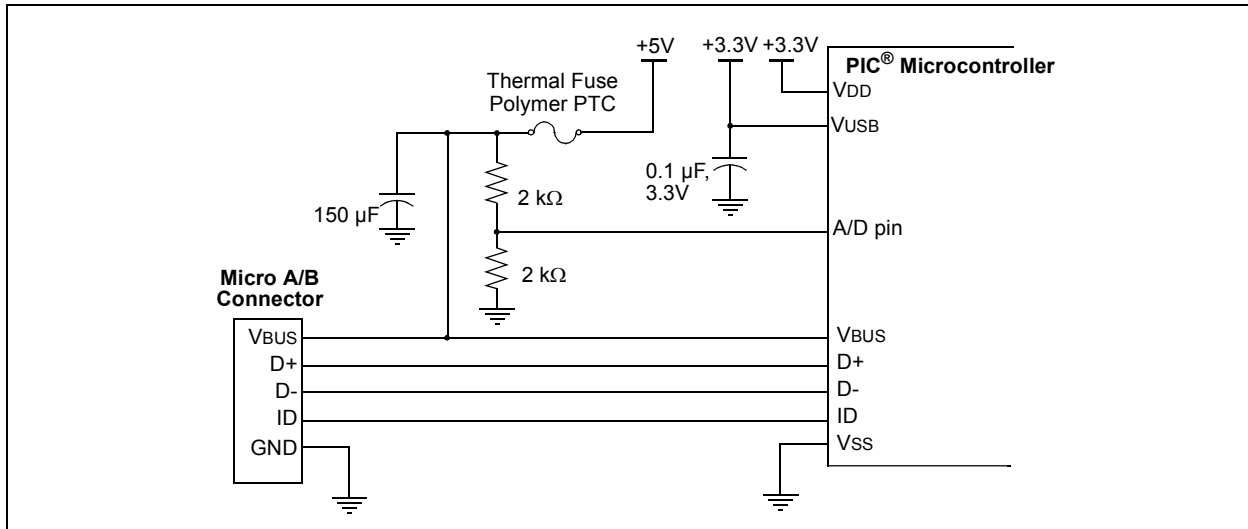 +5V
+3.3V
+3.3V
PIC® Microcontroller
VDD
Thermal Fuse
Polymer PTC
VUSB
0.1 µF,
3.3V
2 kΩ
150 µF
A/D pin
2 kΩ
Micro A/B
Connector
VBUS
D+
D-
ID
GND
VBUS
D+
D-
ID
VSS